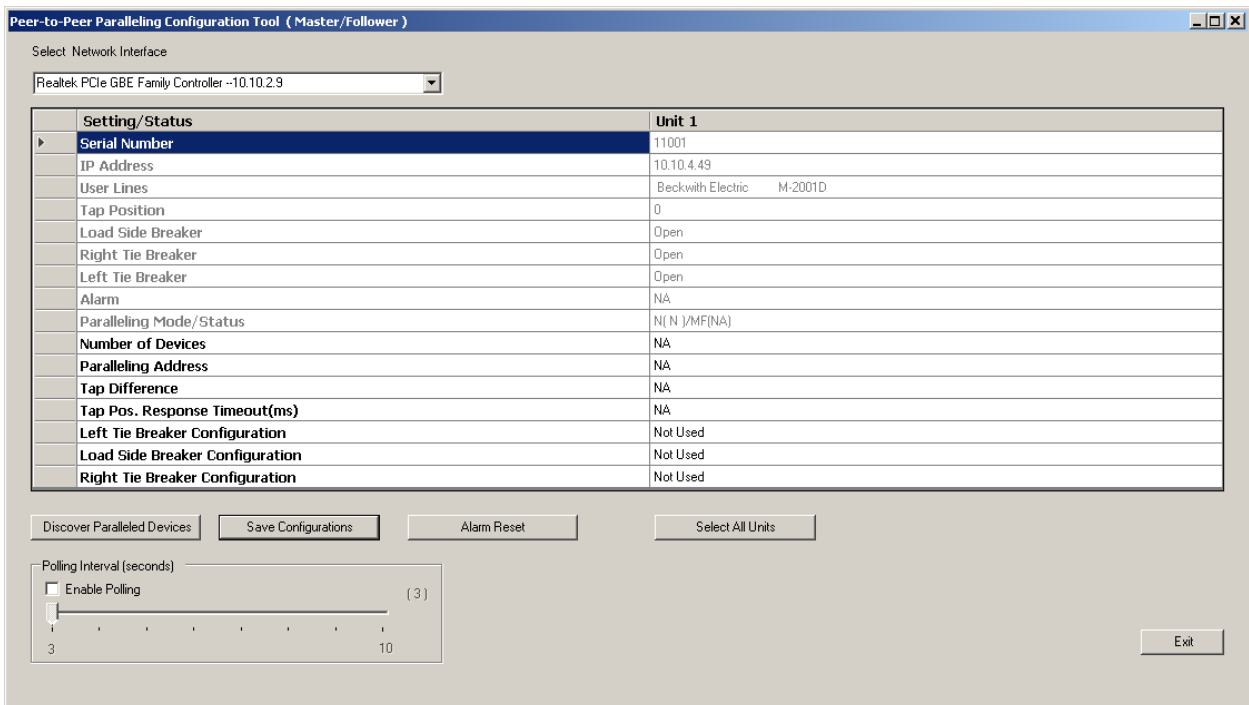 Peer-to-Peer Paralleling Configuration Tool ( Master/Follower )
Select Network Interface
Realtek PCIe GBE Family Controller --10.10.2.9
Setting/Status Unit 1
Serial Number 11001
IP Address 10.10.4.49
User Lines Beckwith Electric M-2001D
Tap Position 0
Load Side Breaker Open
Right Tie Breaker Open
Left Tie Breaker Open
Alarm NA
Paralleling Mode/Status N( N )/MF(NA)
Number of Devices NA
Paralleling Address NA
Tap Difference NA
Tap Pos. Response Timeout(ms) NA
Left Tie Breaker Configuration Not Used
Load Side Breaker Configuration Not Used
Right Tie Breaker Configuration Not Used
Discover Paralleled Devices Save Configurations Alarm Reset Select All Units
Polling Interval (seconds)
Enable Polling ( 3 )
3 10
Exit